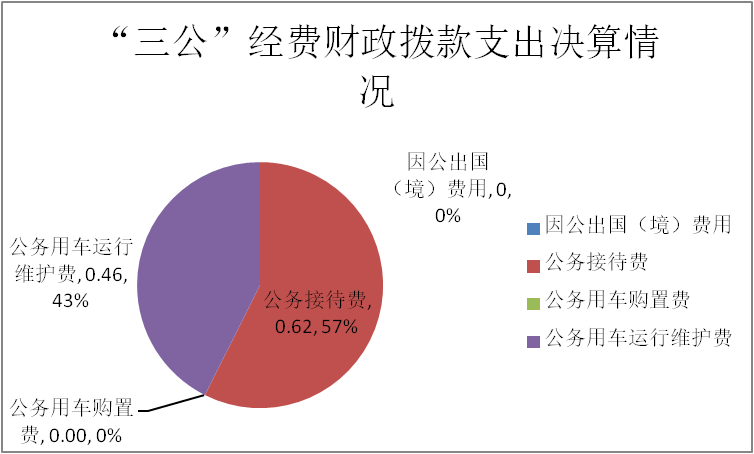 “三公”经费财政拨款支出决算情
况
因公出国
（境）费用, 0,
0%
公务用车运行
维护费, 0.46,
43%
公务接待费,
0.62, 57%
公务用车购置
费, 0.00, 0%
因公出国（境）费用
公务接待费
公务用车购置费
公务用车运行维护费